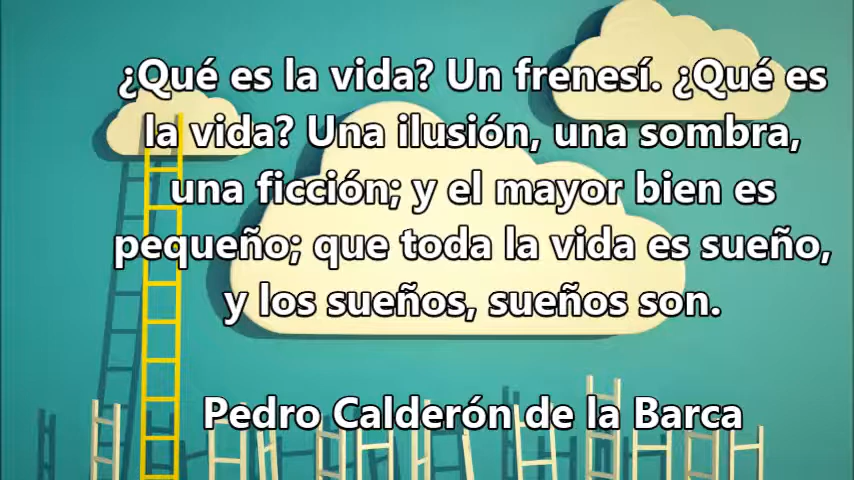 ¿Qué es la vida? Un frenesí. ¿Qué es
la vida? Una ilusión, una sombra,
una ficción; y el mayor bien es
pequeño; que toda la vida es sueño,
y los sueños, sueños son.
Pedro Calderón de la Barca